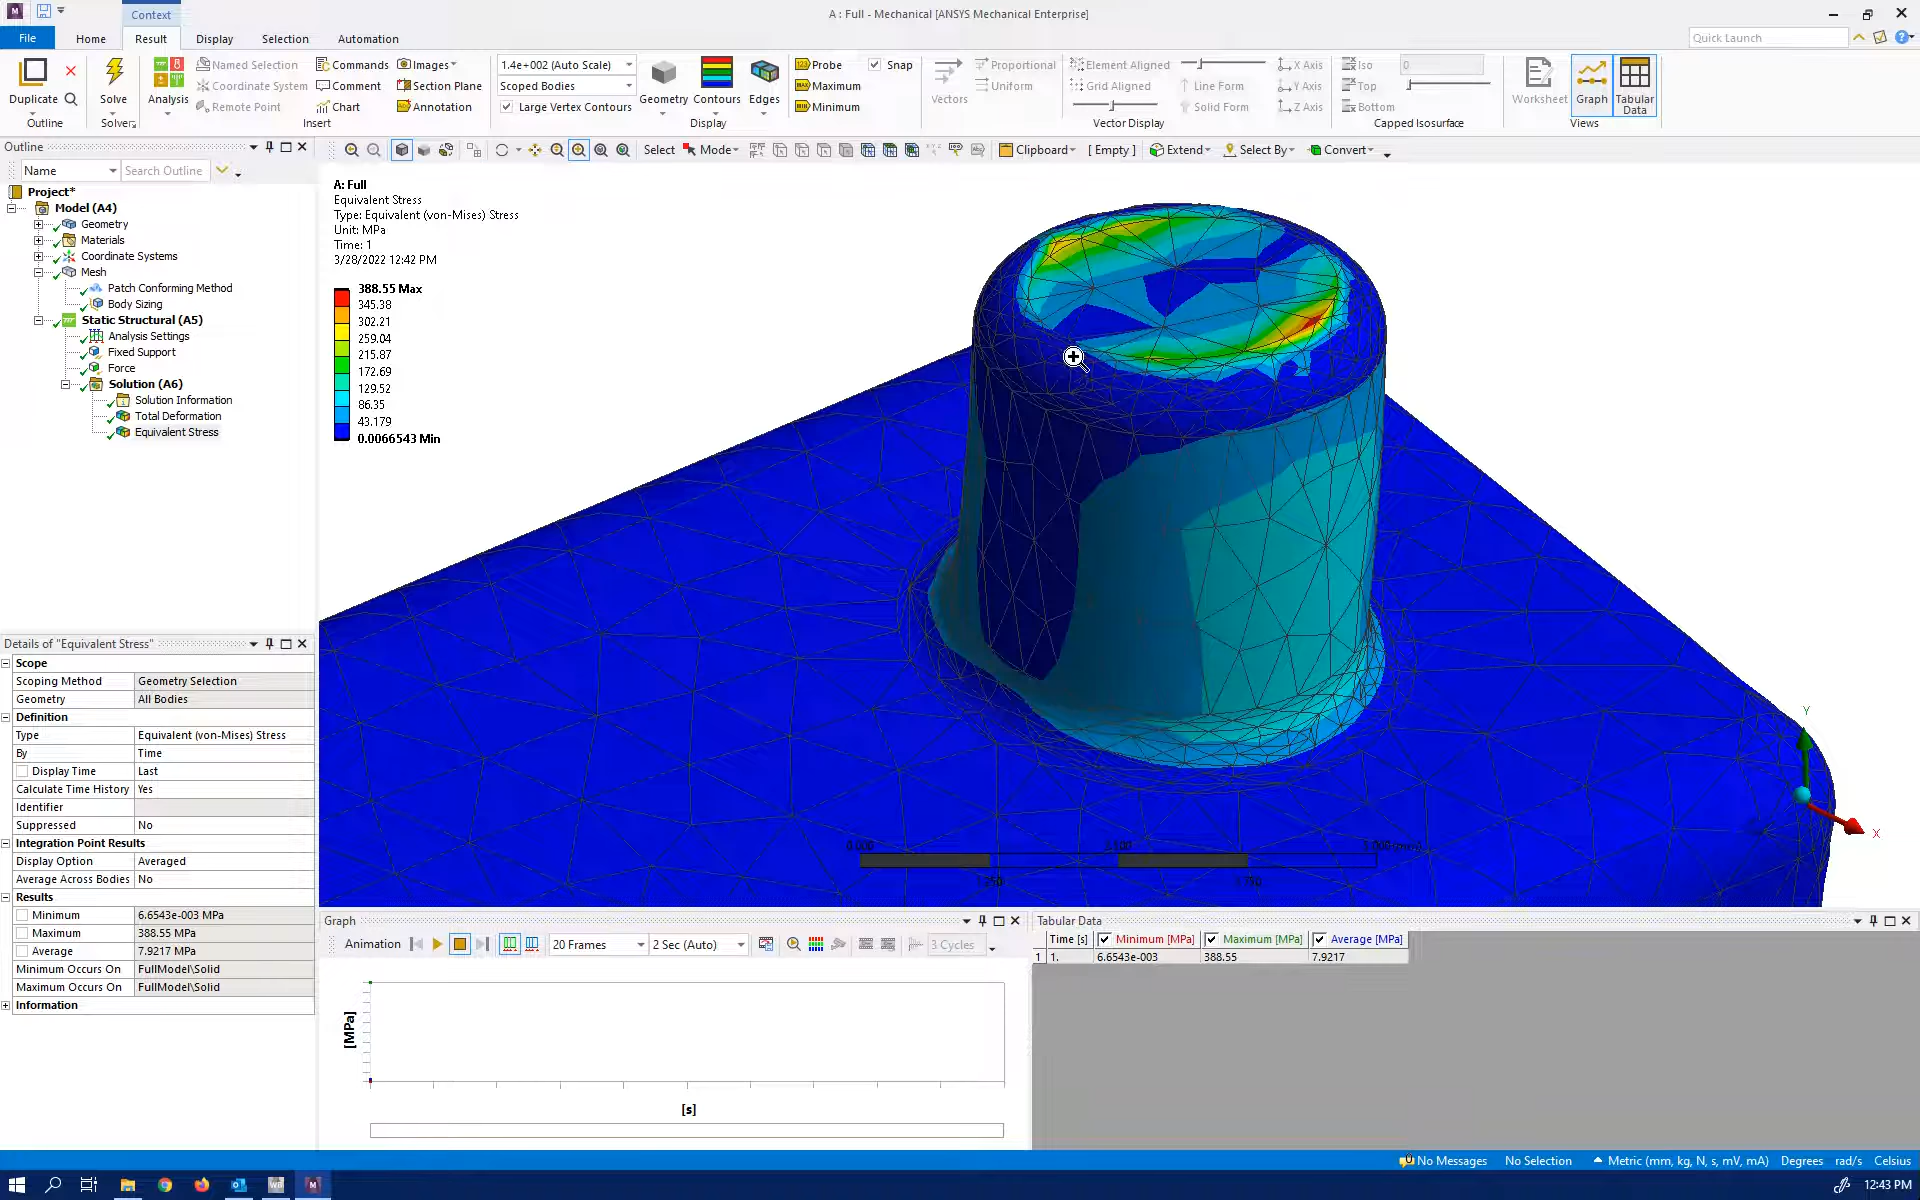 Context
A : Full - Mechanical [ANSYS Mechanical Enterprise]
File Home Result Display Selection Automation
Quick Launch
Duplicate
Outline
Solve
Solver
Analysis
Named Selection
Coordinate System
Remote Point
Commands
Comment
Chart
Images
Section Plane
Annotation
Insert
1.4e+002 (Auto Scale)
Scoped Bodies
Large Vertex Contours
Geometry
Contours
Edges
Display
Probe
Maximum
Minimum
Snap
Vectors
Proportional
Uniform
Element Aligned
Grid Aligned
Line Form
Solid Form
X Axis
Y Axis
Z Axis
Vector Display
Iso
Top
Bottom
0
Capped Isosurface
Worksheet
Graph
Tabular
Data
Views
Outline
Select Mode Clipboard [ Empty ] Extend Select By Convert
Name Search Outline
Project*
Model (A4)
Geometry
Materials
Coordinate Systems
Mesh
Patch Conforming Method
Body Sizing
Static Structural (A5)
Analysis Settings
Fixed Support
Force
Solution (A6)
Solution Information
Total Deformation
Equivalent Stress
A: Full
Equivalent Stress
Type: Equivalent (von-Mises) Stress
Unit: MPa
Time: 1
3/28/2022 12:42 PM
388.55 Max
345.38
302.21
259.04
215.87
172.69
129.52
86.35
43.179
0.0066543 Min
Y
X
0.000
Details of "Equivalent Stress"
Scope
Scoping Method Geometry Selection
Geometry All Bodies
Definition
Type Equivalent (von-Mises) Stress
By Time
Display Time Last
Calculate Time History Yes
Identifier
Suppressed No
Integration Point Results
Display Option Averaged
Average Across Bodies No
Results
Minimum 6.6543e-003 MPa
Maximum 388.55 MPa
Average 7.9217 MPa
Minimum Occurs On FullModel\Solid
Maximum Occurs On FullModel\Solid
Information
Graph
Animation 20 Frames 2 Sec (Auto) 3 Cycles
[MPa]
[s]
Tabular Data
Time [s] Minimum [MPa] Maximum [MPa] Average [MPa]
1 1. 6.6543e-003 388.55 7.9217
No Messages No Selection Metric (mm, kg, N, s, mV, mA) Degrees rad/s Celsius
12:43 PM